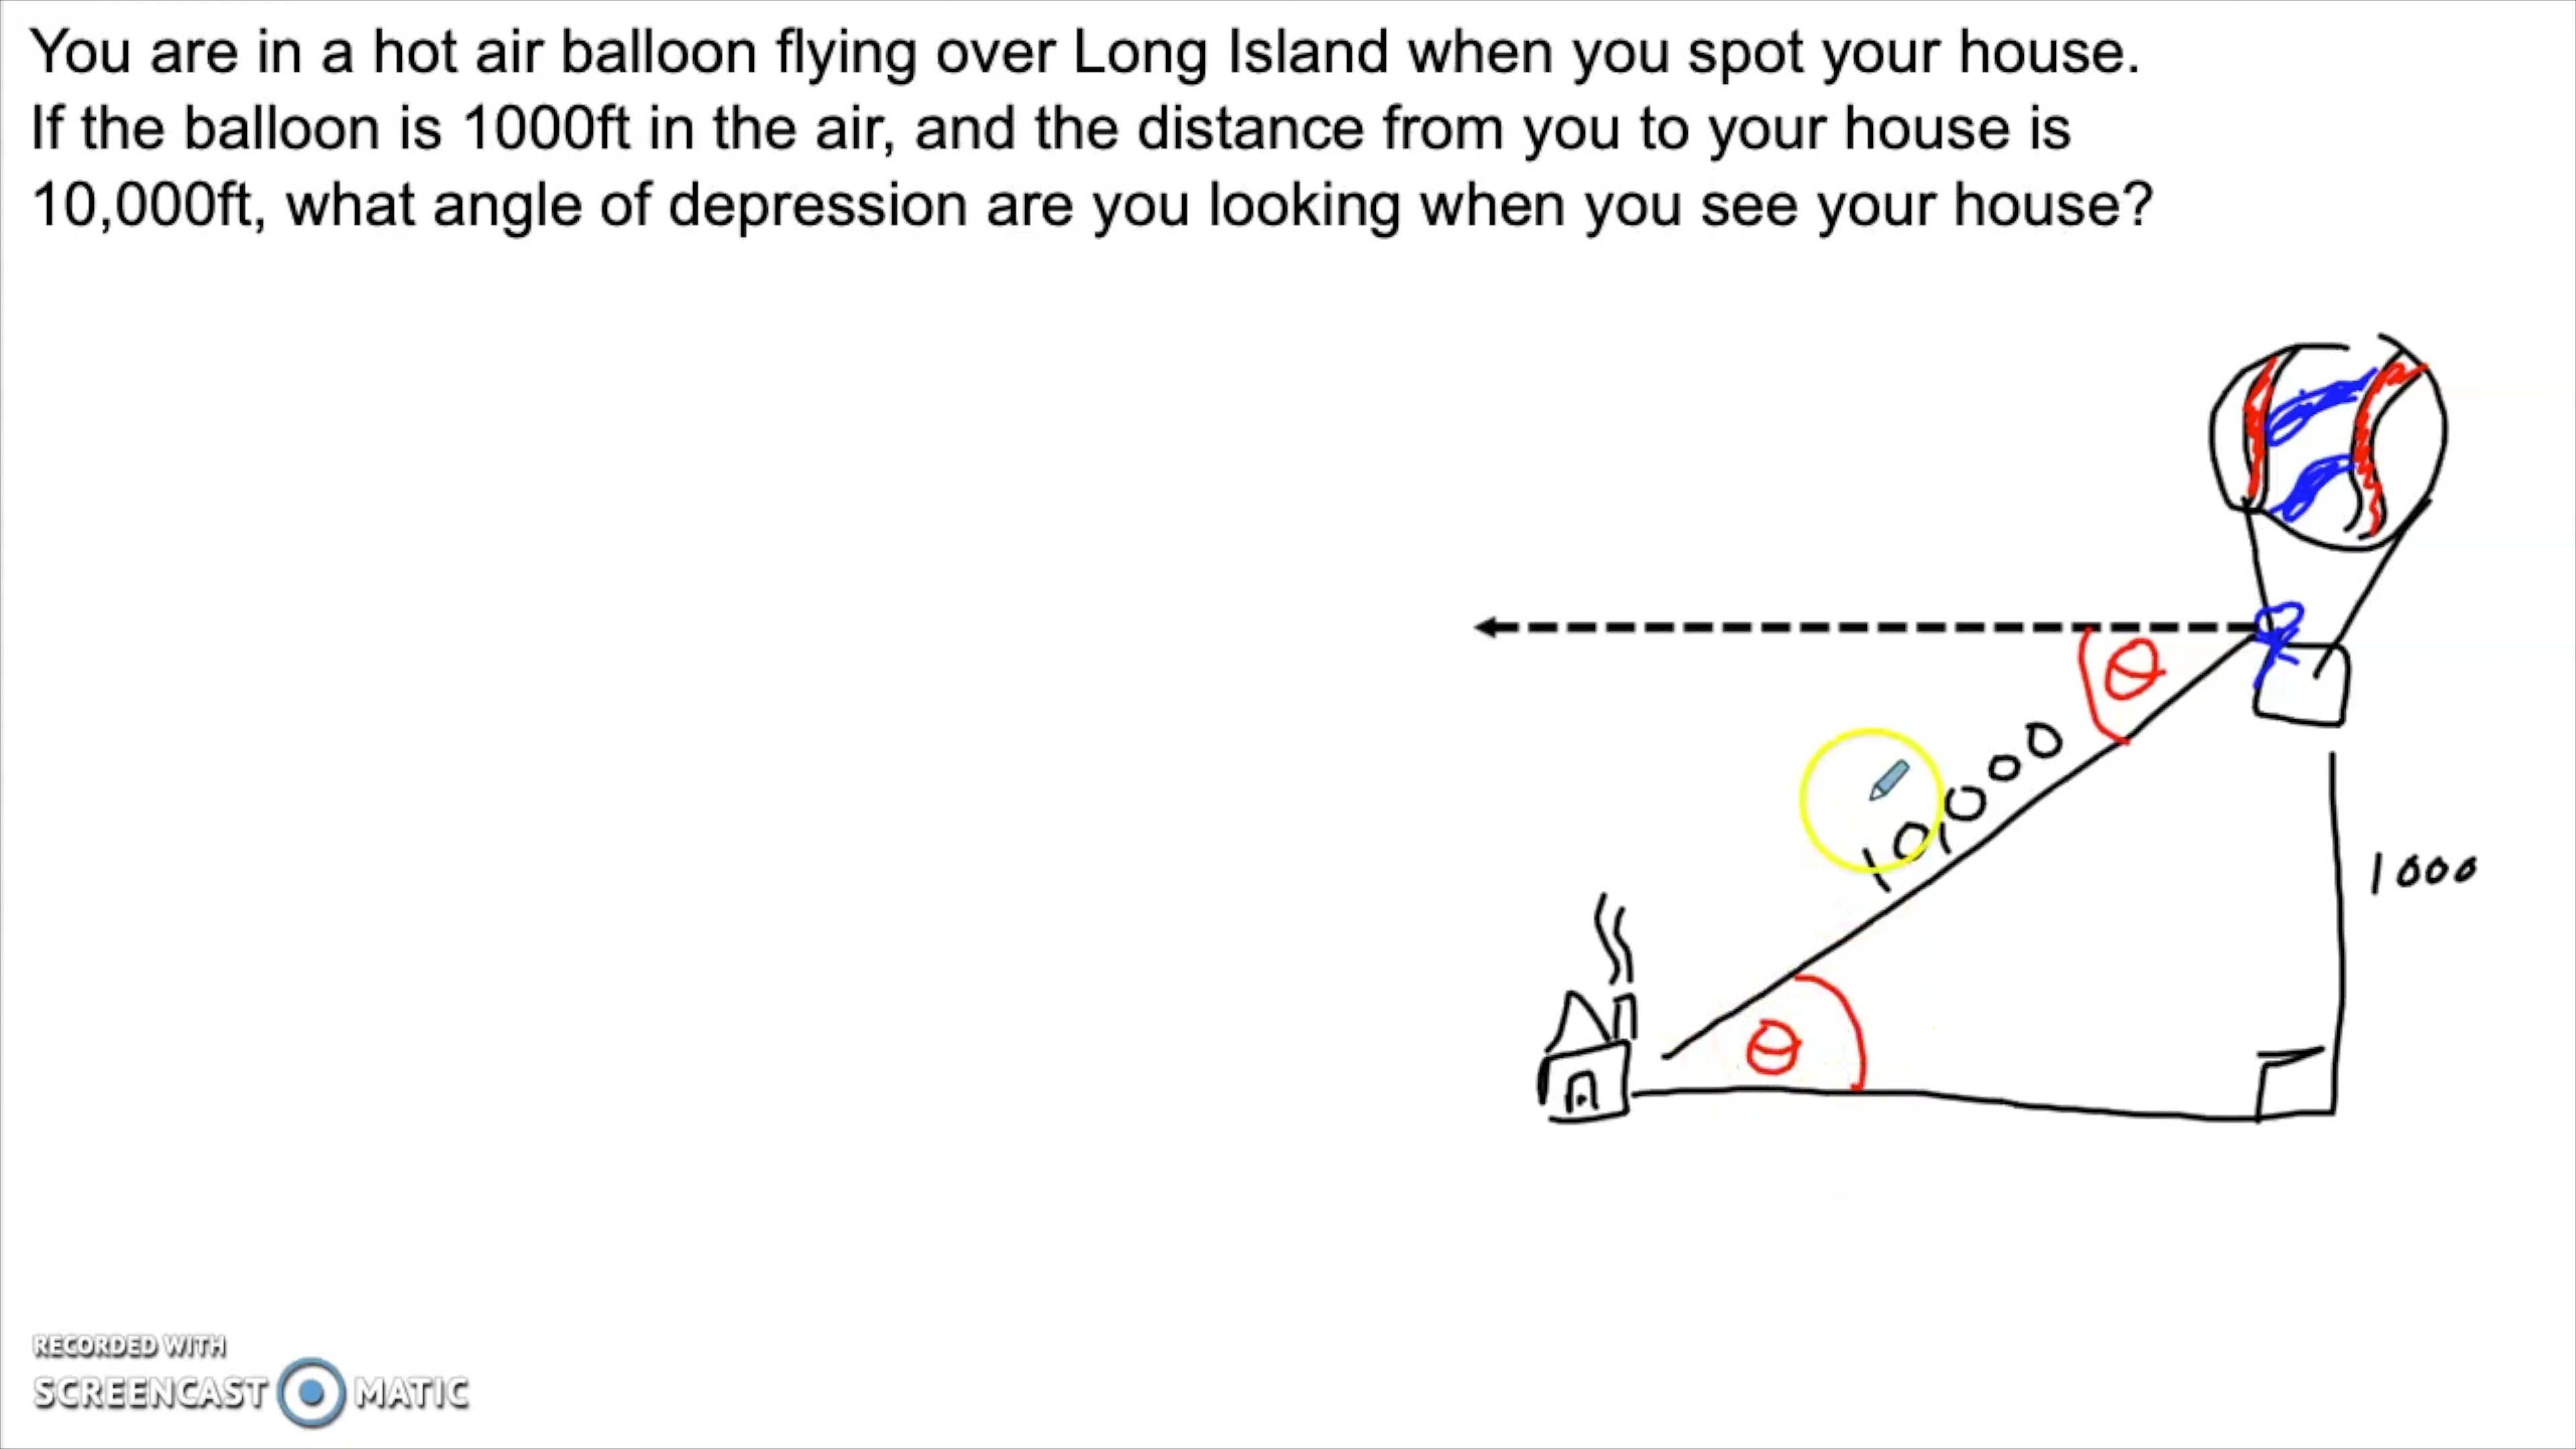 You are in a hot air balloon flying over Long Island when you spot your house.
If the balloon is 1000ft in the air, and the distance from you to your house is
10,000ft, what angle of depression are you looking when you see your house?
θ
10,000
1000
θ
RECORDED WITH
SCREENCAST MATIC